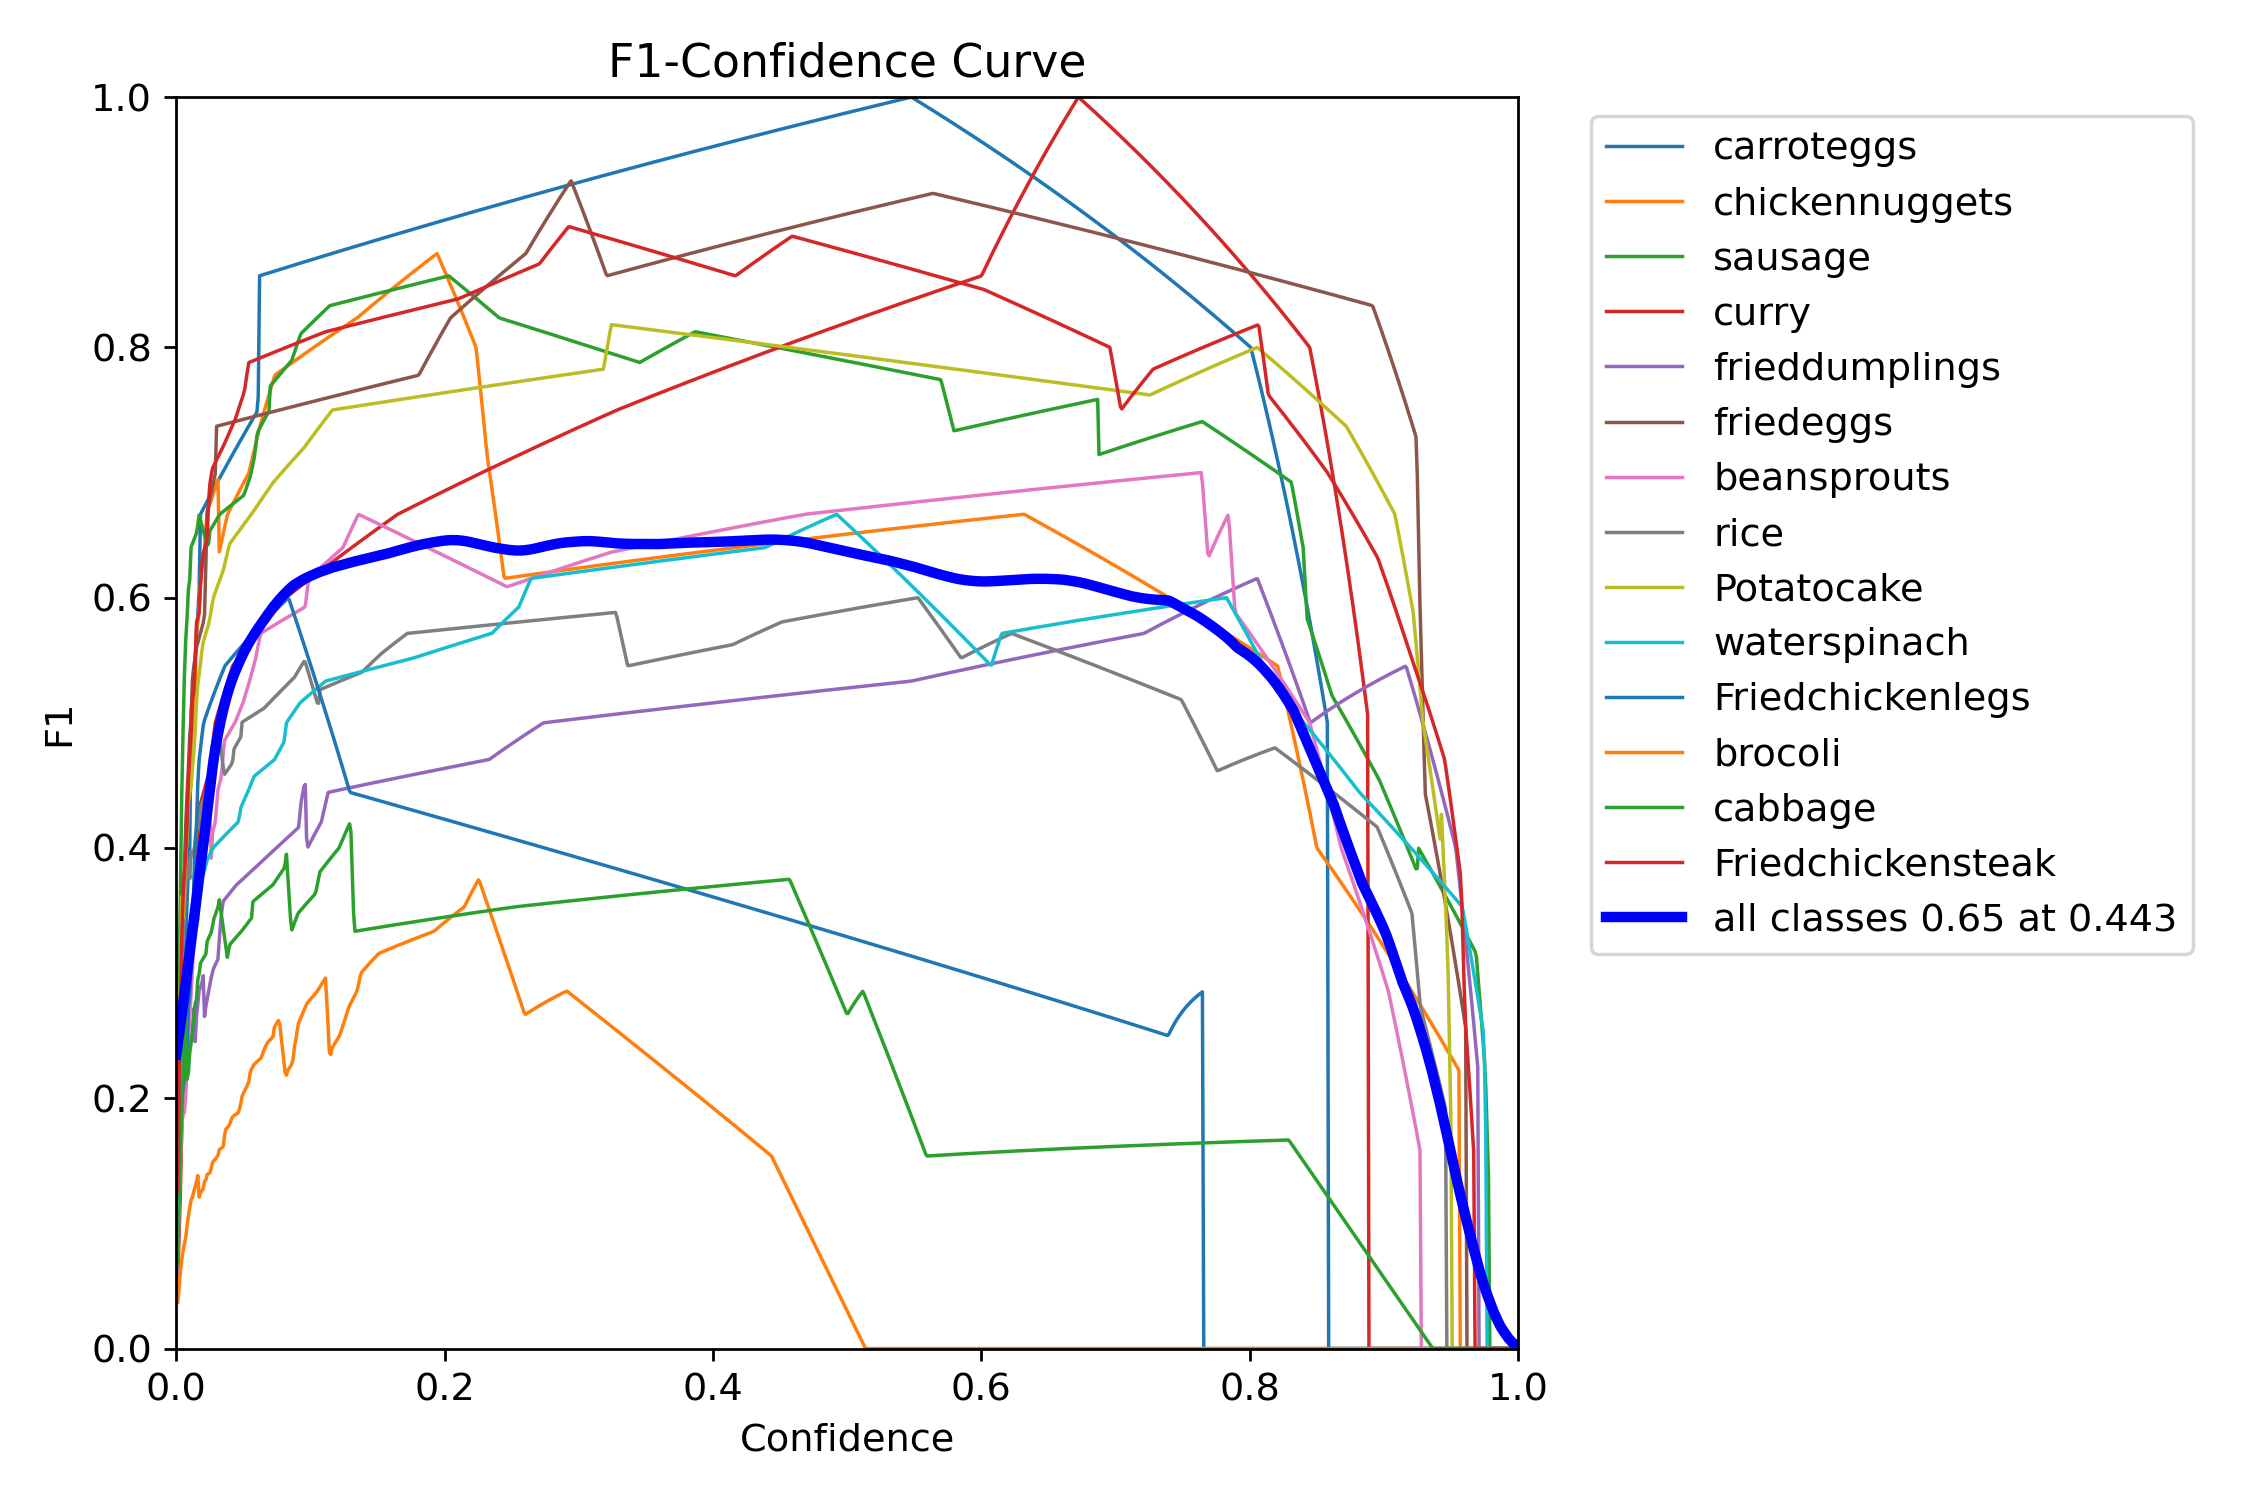 F1-Confidence Curve
1.0
0.8
0.6
0.4
0.2
0.0
F1
0.0 0.2 0.4 0.6 0.8 1.0
Confidence
carroteggs
chickennuggets
sausage
curry
frieddumplings
friedeggs
beansprouts
rice
Potatocake
waterspinach
Friedchickenlegs
brocoli
cabbage
Friedchickensteak
all classes 0.65 at 0.443